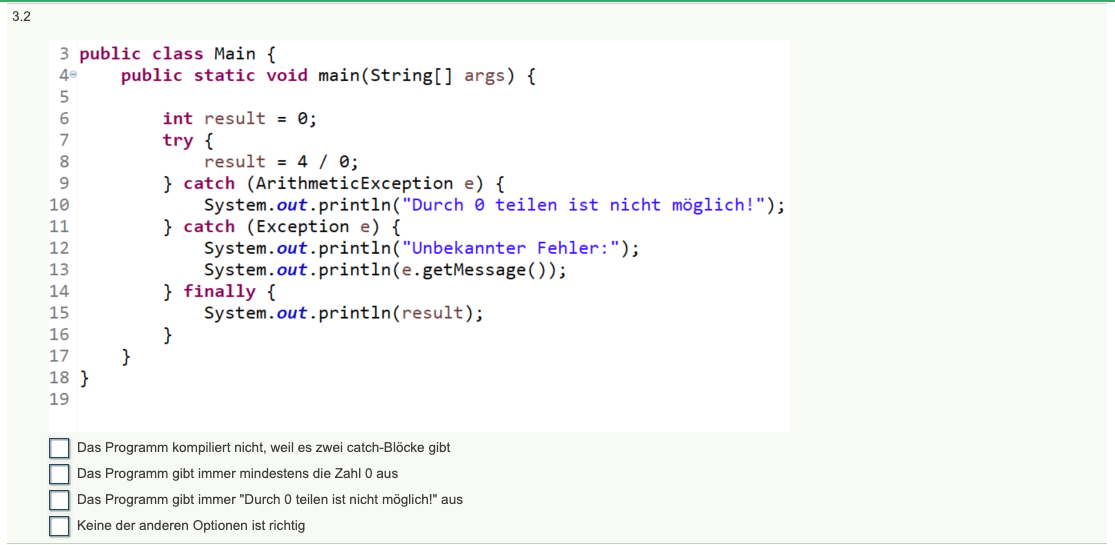 3.2
3 public class Main {
4 public static void main(String[] args) {
5
6 int result = 0;
7 try {
8 result = 4 / 0;
9 } catch (ArithmeticException e) {
10 System.out.println("Durch 0 teilen ist nicht möglich!");
11 } catch (Exception e) {
12 System.out.println("Unbekannter Fehler:");
13 System.out.println(e.getMessage());
14 } finally {
15 System.out.println(result);
16 }
17 }
18 }
19
Das Programm kompiliert nicht, weil es zwei catch-Blöcke gibt
Das Programm gibt immer mindestens die Zahl 0 aus
Das Programm gibt immer "Durch 0 teilen ist nicht möglich!" aus
Keine der anderen Optionen ist richtig